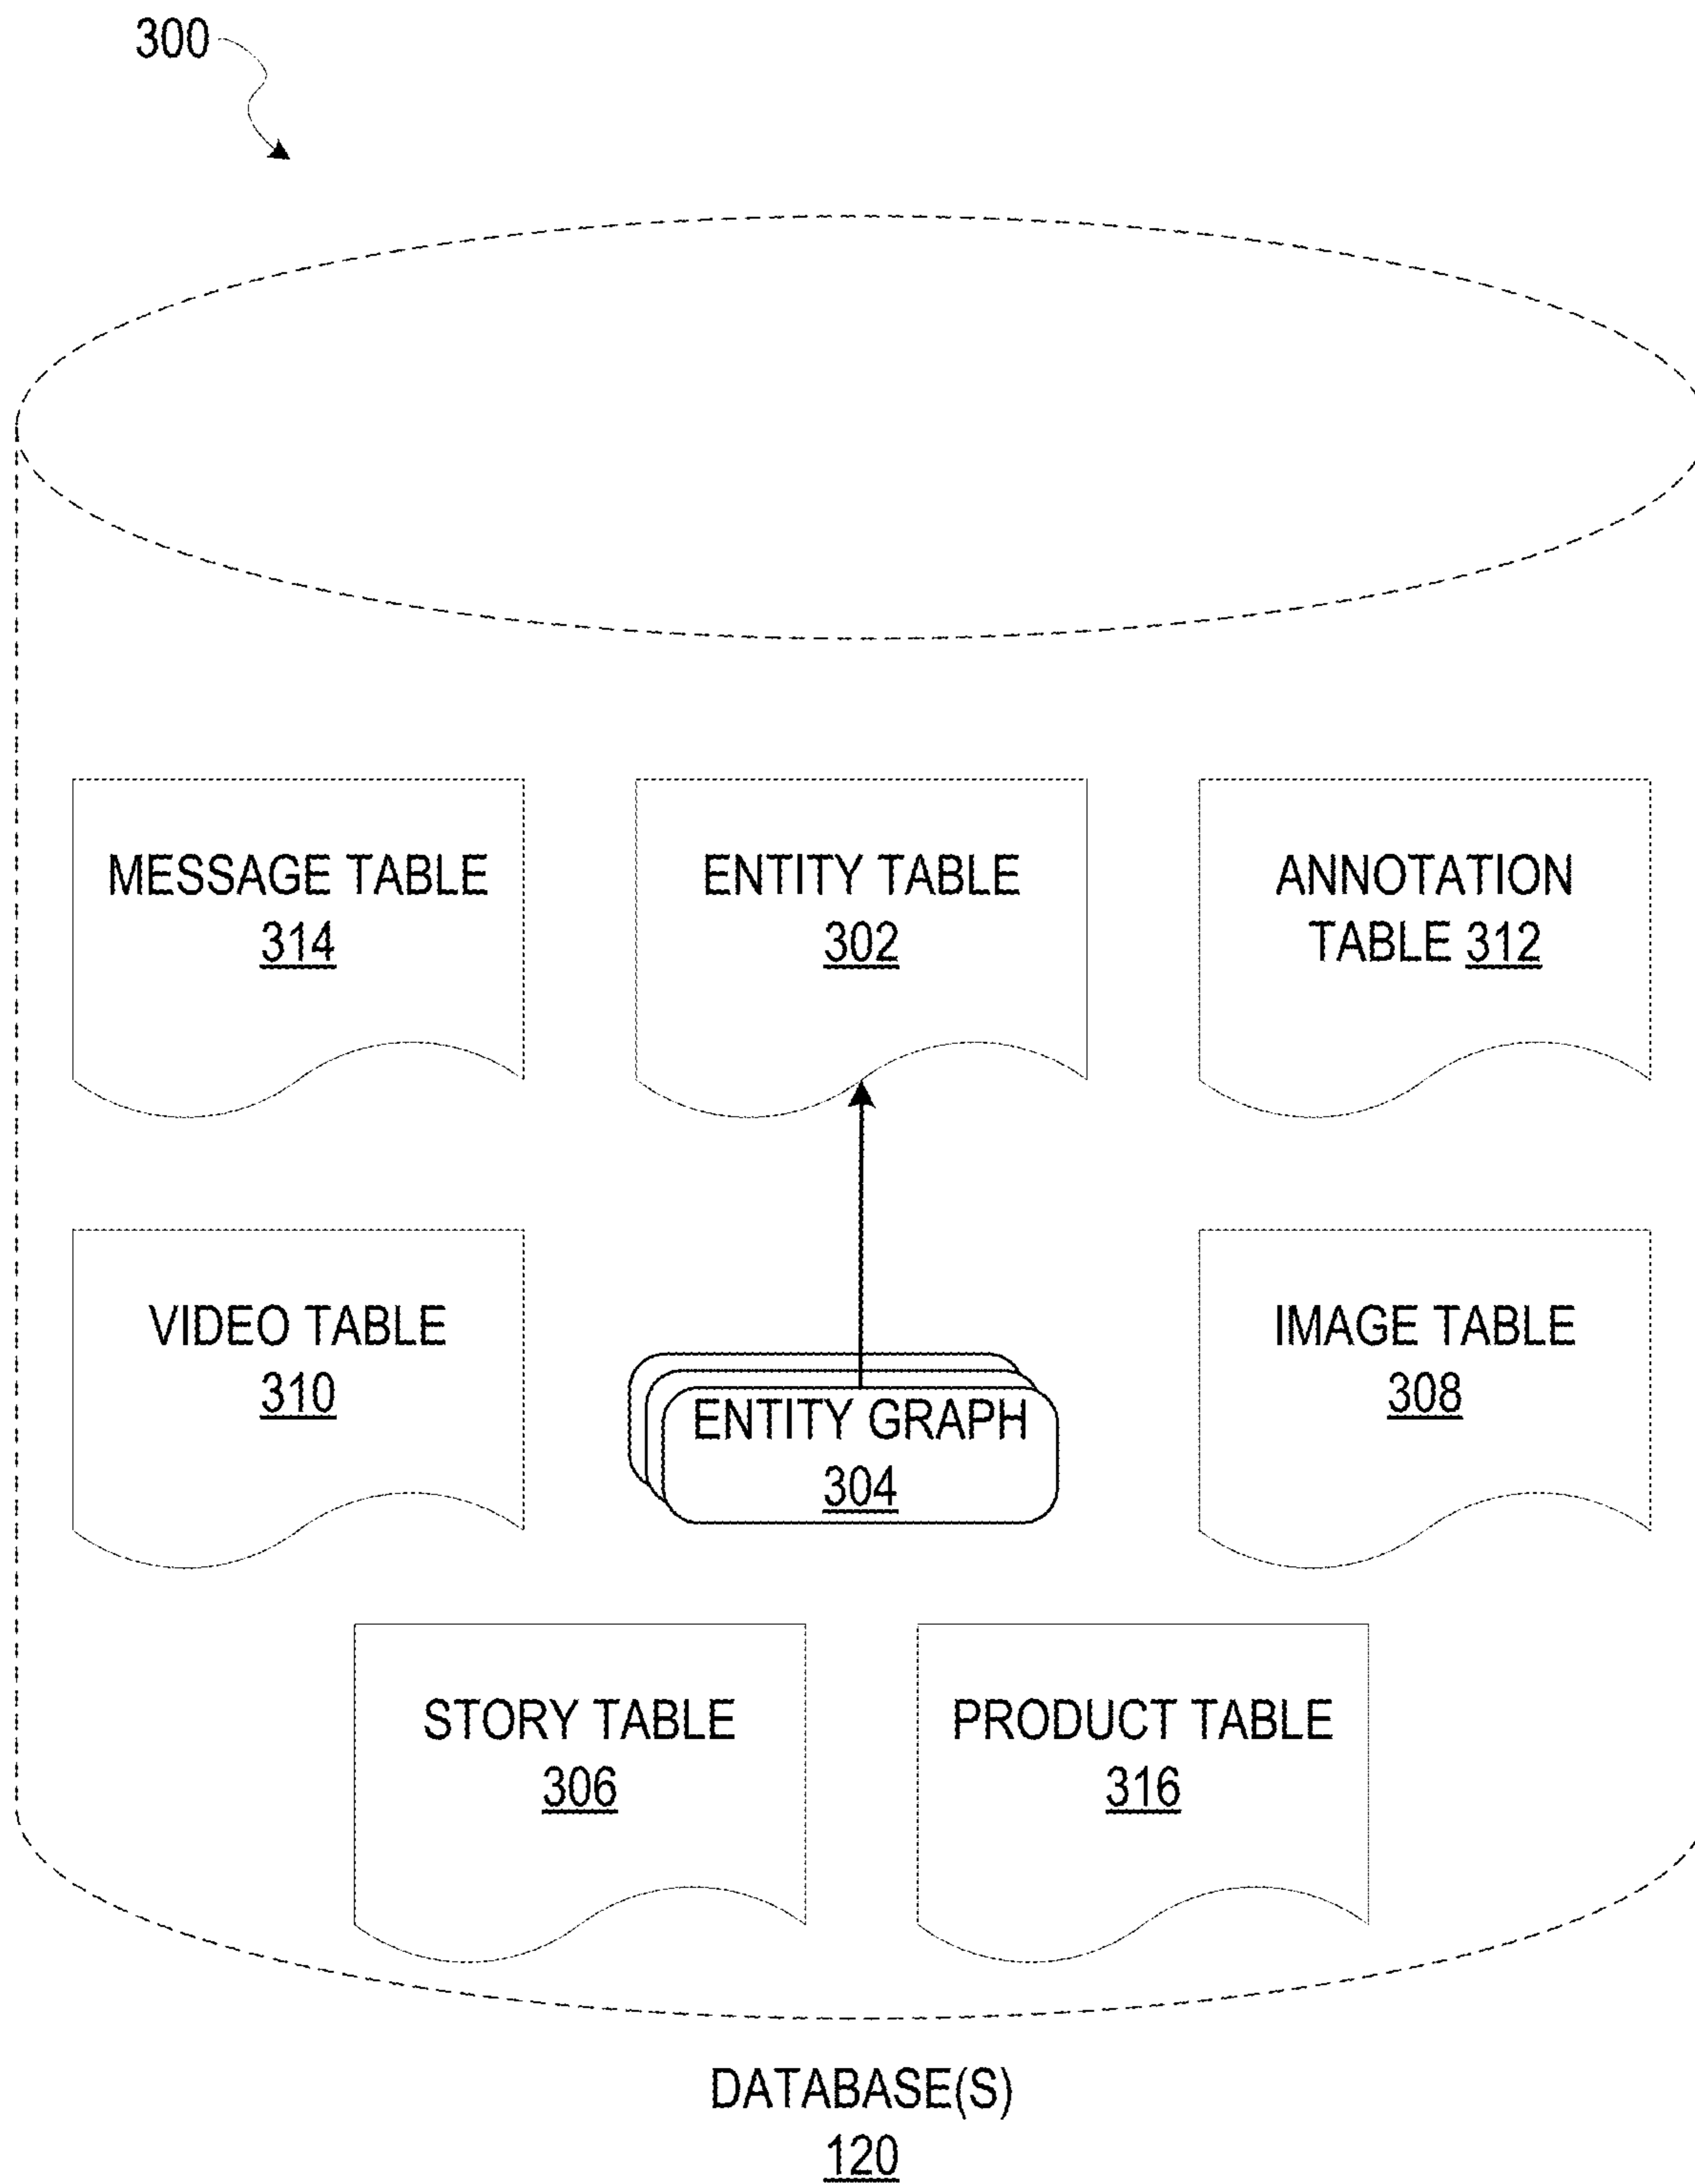 300
MESSAGE TABLE
314
ENTITY TABLE
302
ANNOTATION
TABLE 312
VIDEO TABLE
310
ENTITY GRAPH
304
IMAGE TABLE
308
STORY TABLE
306
PRODUCT TABLE
316
DATABASE(S)
120